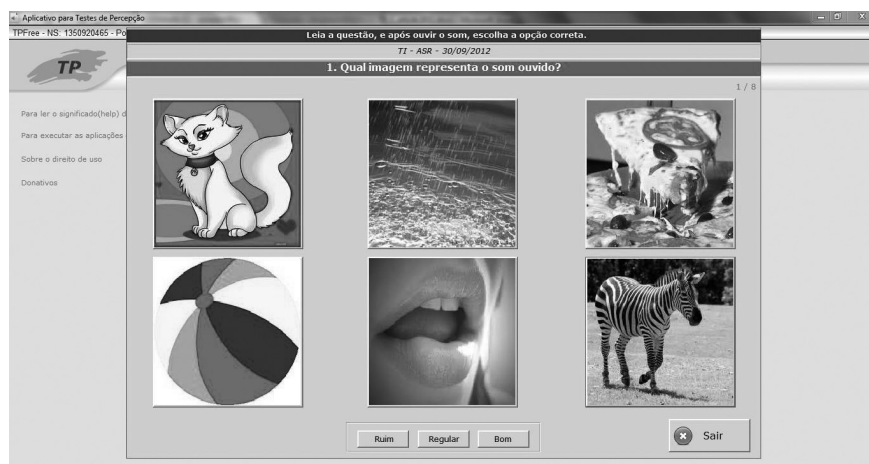 Aplicativo para Testes de Percepção
TPFree - NS: 1350920465 - Po
Leia a questão, e após ouvir o som, escolha a opção correta.
TI - ASR - 30/09/2012
1. Qual imagem representa o som ouvido?
1 / 8
TP
Para ler o significado(help) d
Para executar as aplicações
Sobre o direito de uso
Donativos
Ruim
Regular
Bom
Sair